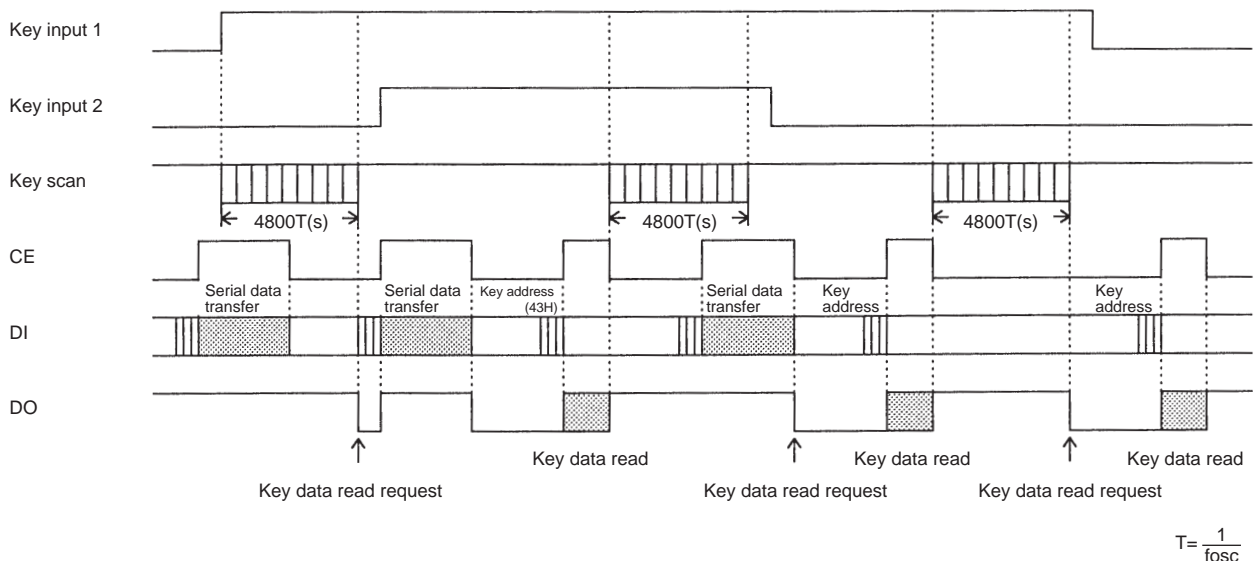 Key input 1
Key input 2
Key scan
4800T(s)
4800T(s)
4800T(s)
CE
Serial data
transfer
Serial data
transfer
Key address
(43H)
Serial data
transfer
Key
address
Key
address
DI
DO
Key data read
Key data read
Key data read
Key data read request
Key data read request
Key data read request
T= 1
fosc